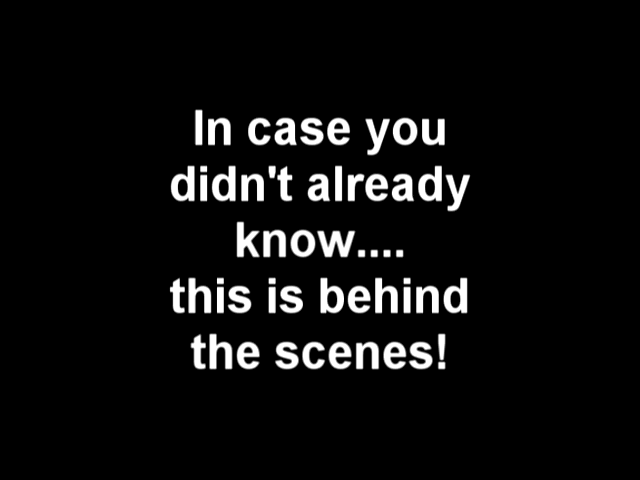 In case you
didn't already
know....
this is behind
the scenes!